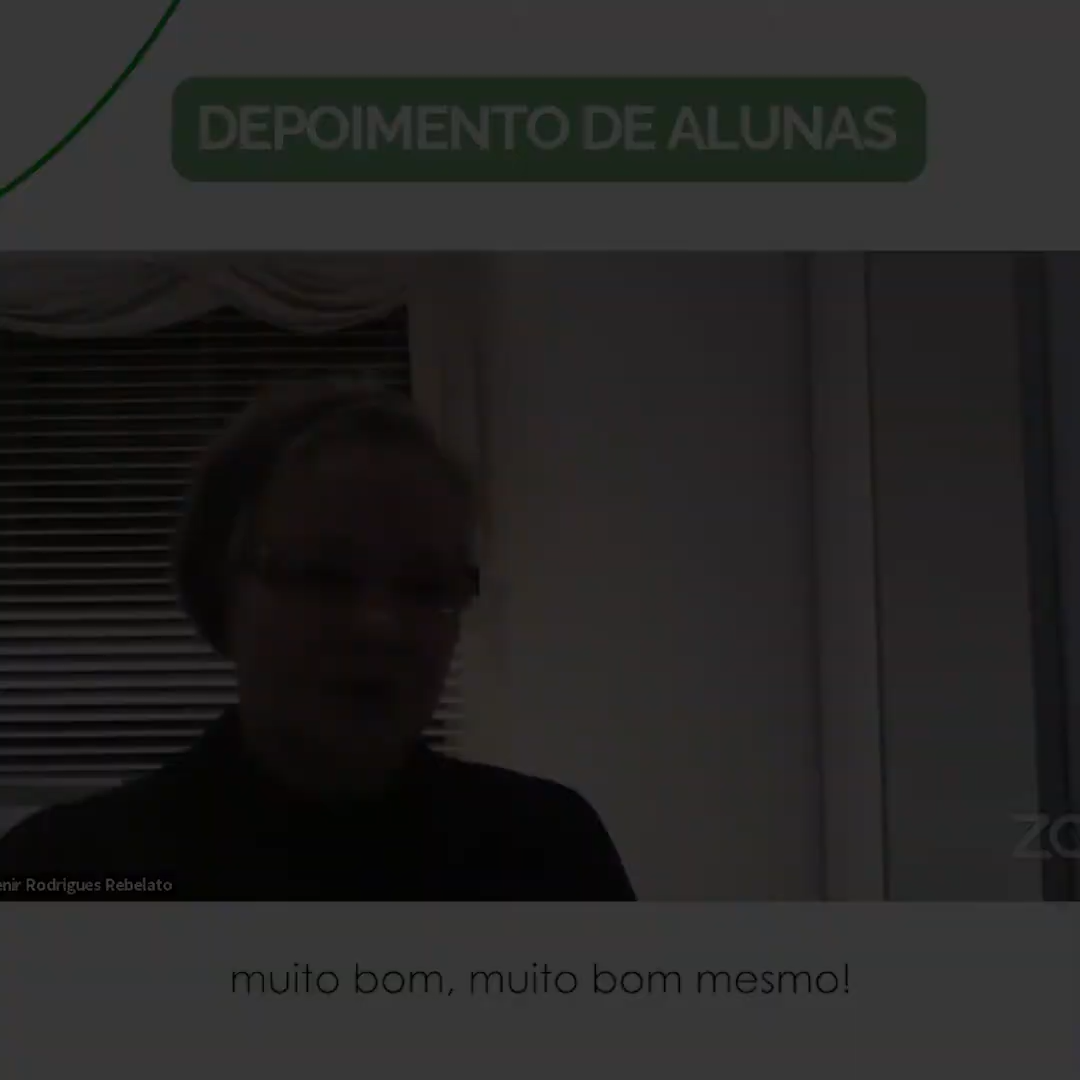 DEPOIMENTO DE ALUNAS
Rodrigues Rebelato
muito bom, muito bom mesmo!